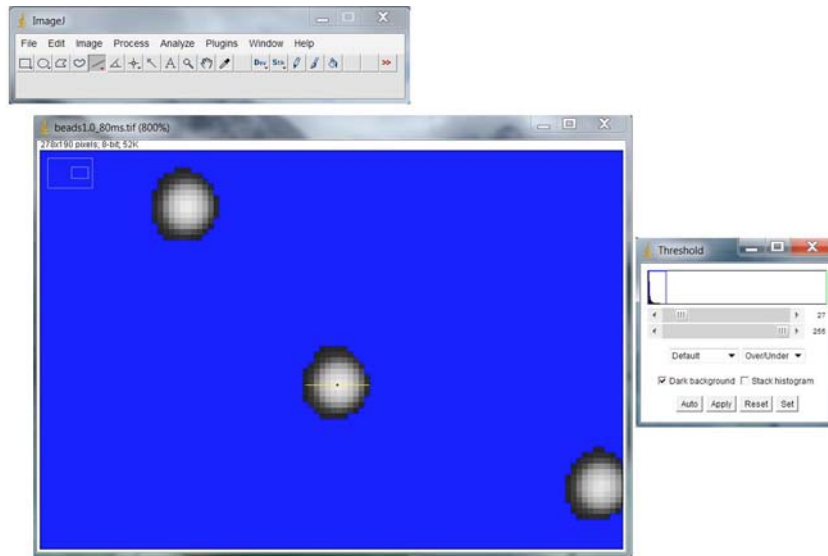 ImageJ
File Edit Image Process Analyze Plugins Window Help
A Dev Stk >>
beads1.0_80ms.tif (800%)
278x190 pixels; 8-bit; 52K
Threshold
27
255
Default Over/Under
Dark background Stack histogram
Auto Apply Reset Set